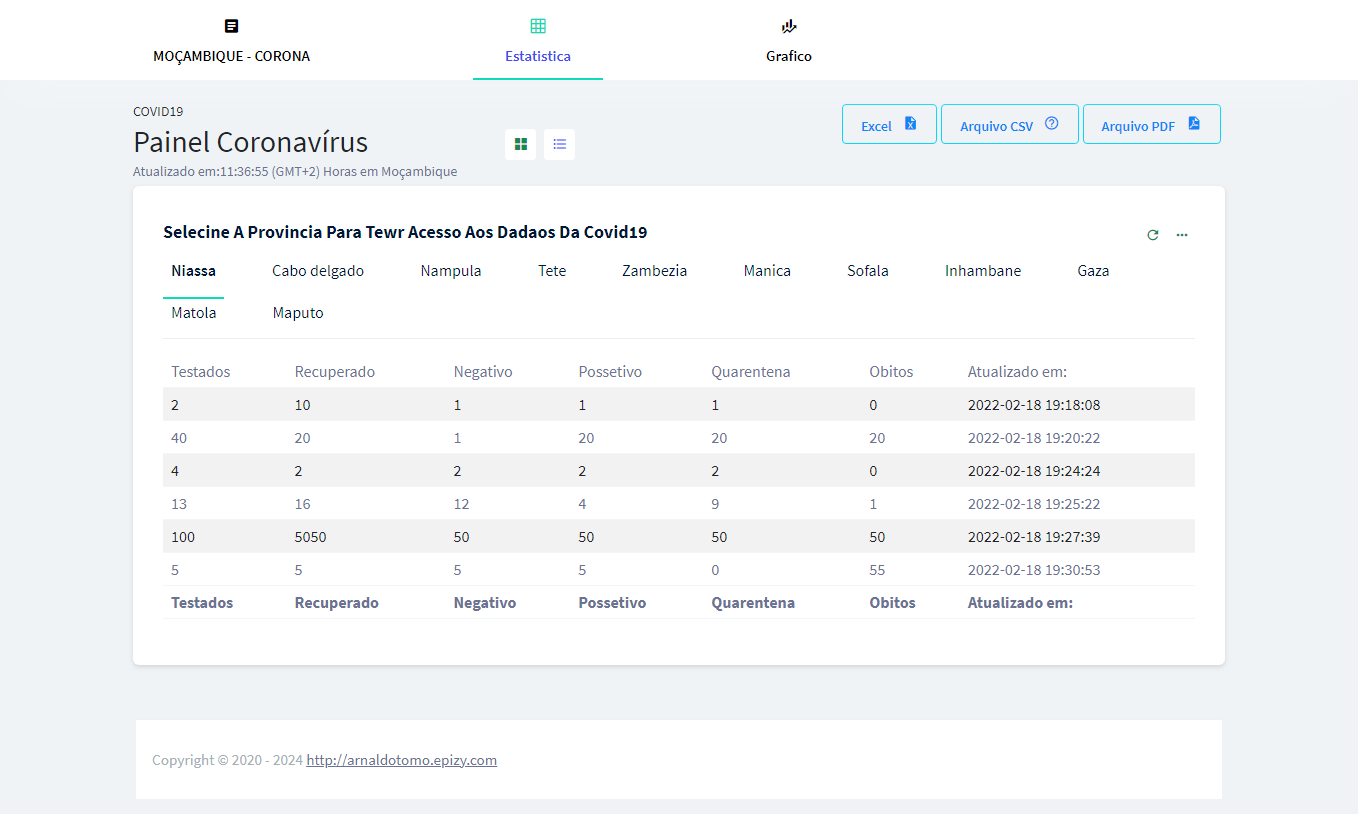 MOÇAMBIQUE - CORONA Estatistica Grafico
COVID19
Painel Coronavírus
Atualizado em:11:36:55 (GMT+2) Horas em Moçambique
Excel Arquivo CSV Arquivo PDF
Selecine A Provincia Para Tewr Acesso Aos Dadaos Da Covid19
Niassa Cabo delgado Nampula Tete Zambezia Manica Sofala Inhambane Gaza
Matola Maputo
Testados Recuperado Negativo Possetivo Quarentena Obitos Atualizado em:
2 10 1 1 1 0 2022-02-18 19:18:08
40 20 1 20 20 20 2022-02-18 19:20:22
4 2 2 2 2 0 2022-02-18 19:24:24
13 16 12 4 9 1 2022-02-18 19:25:22
100 5050 50 50 50 50 2022-02-18 19:27:39
5 5 5 5 0 55 2022-02-18 19:30:53
Testados Recuperado Negativo Possetivo Quarentena Obitos Atualizado em:
Copyright © 2020 - 2024 http://arnaldotomo.epizy.com